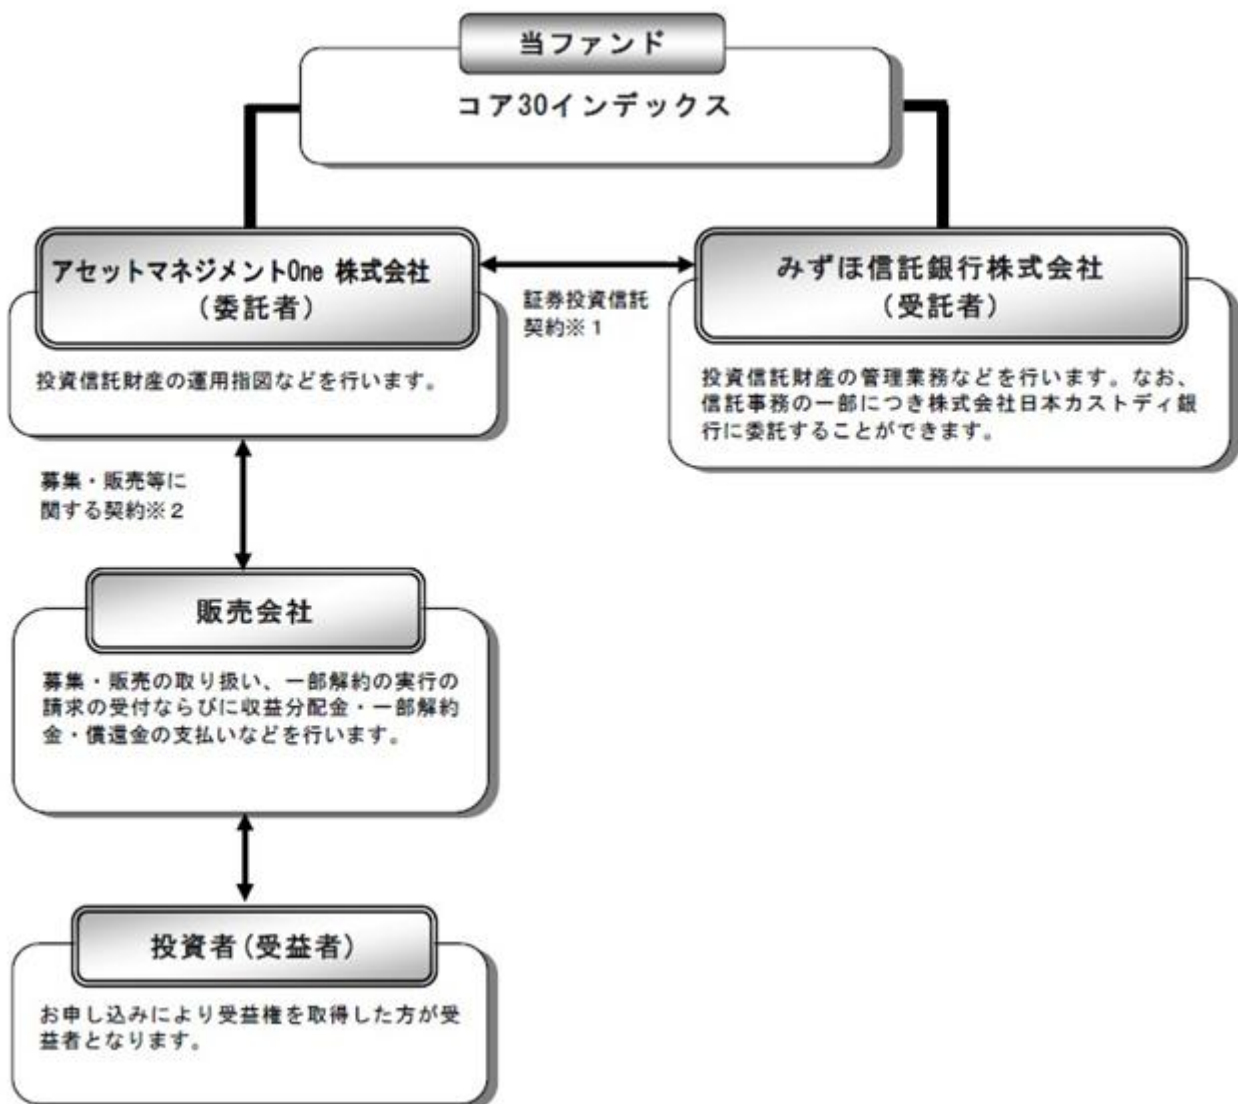 当ファンド
コア30インデックス
アセットマネジメントOne 株式会社
(委託者)
投資信託財産の運用指図などを行います。
証券投資信託
契約※1
みずほ信託銀行株式会社
(受託者)
投資信託財産の管理業務などを行います。なお、
信託事務の一部につき株式会社日本カストディ銀
行に委託することができます。
募集・販売等に
関する契約※2
販売会社
募集・販売の取り扱い、一部解約の実行の
請求の受付ならびに収益分配金・一部解約
金・償還金の支払いなどを行います。
投資者(受益者)
お申し込みにより受益権を取得した方が受
益者となります。